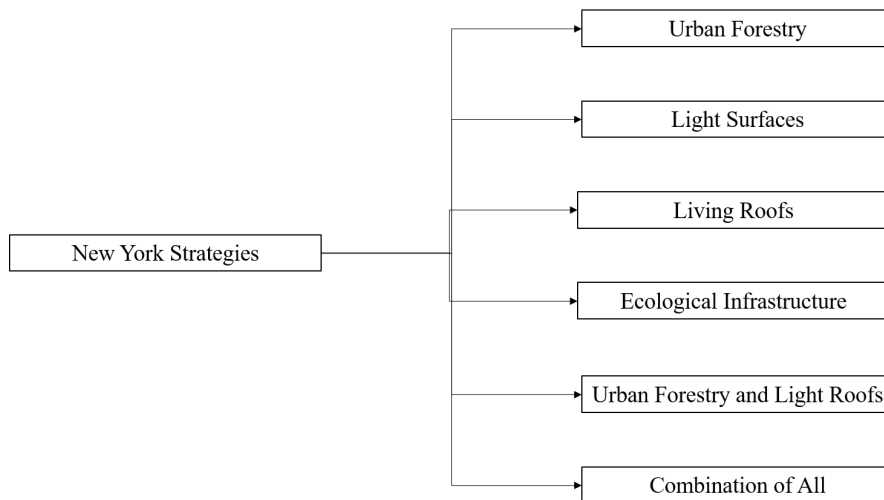 Urban Forestry
Light Surfaces
Living Roofs
New York Strategies
Ecological Infrastructure
Urban Forestry and Light Roofs
Combination of All